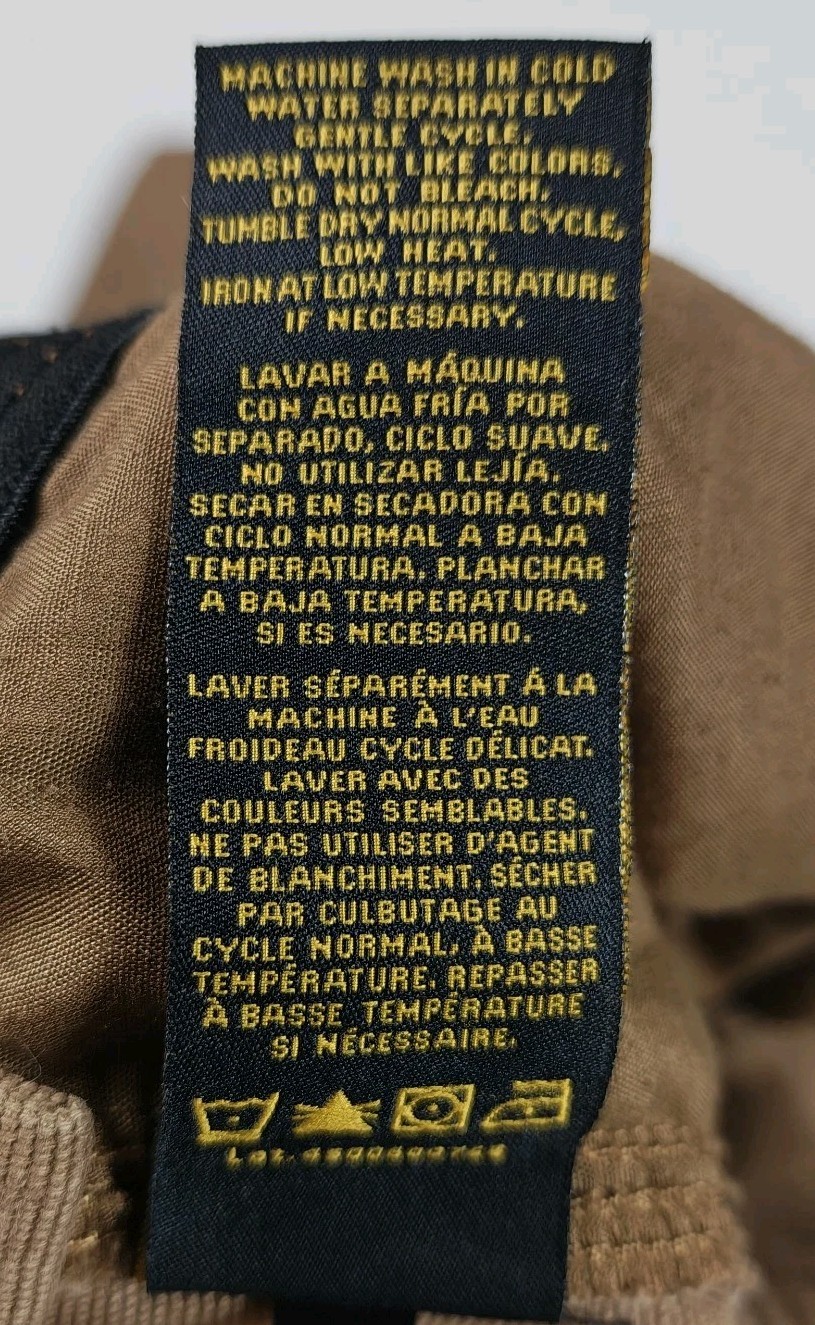 MACHINE WASH IN COLD
WATER SEPARATELY
GENTLE CYCLE.
WASH WITH LIKE COLORS.
DO NOT BLEACH.
TUMBLE DRY NORMAL CYCLE,
LOW HEAT.
IRON AT LOW TEMPERATURE
IF NECESSARY.
LAVAR A MÁQUINA
CON AGUA FRÍA POR
SEPARADO, CICLO SUAVE.
NO UTILIZAR LEJÍA.
SECAR EN SECADORA CON
CICLO NORMAL A BAJA
TEMPERATURA. PLANCHAR
A BAJA TEMPERATURA,
SI ES NECESARIO.
LAVER SÉPARÉMENT Á LA
MACHINE À L'EAU
FROIDEAU CYCLE DÉLICAT.
LAVER AVEC DES
COULEURS SEMBLABLES.
NE PAS UTILISER D'AGENT
DE BLANCHIMENT. SÉCHER
PAR CULBUTAGE AU
CYCLE NORMAL, À BASSE
TEMPÉRATURE. REPASSER
À BASSE TEMPÉRATURE
SI NÉCESSAIRE.
Lot.